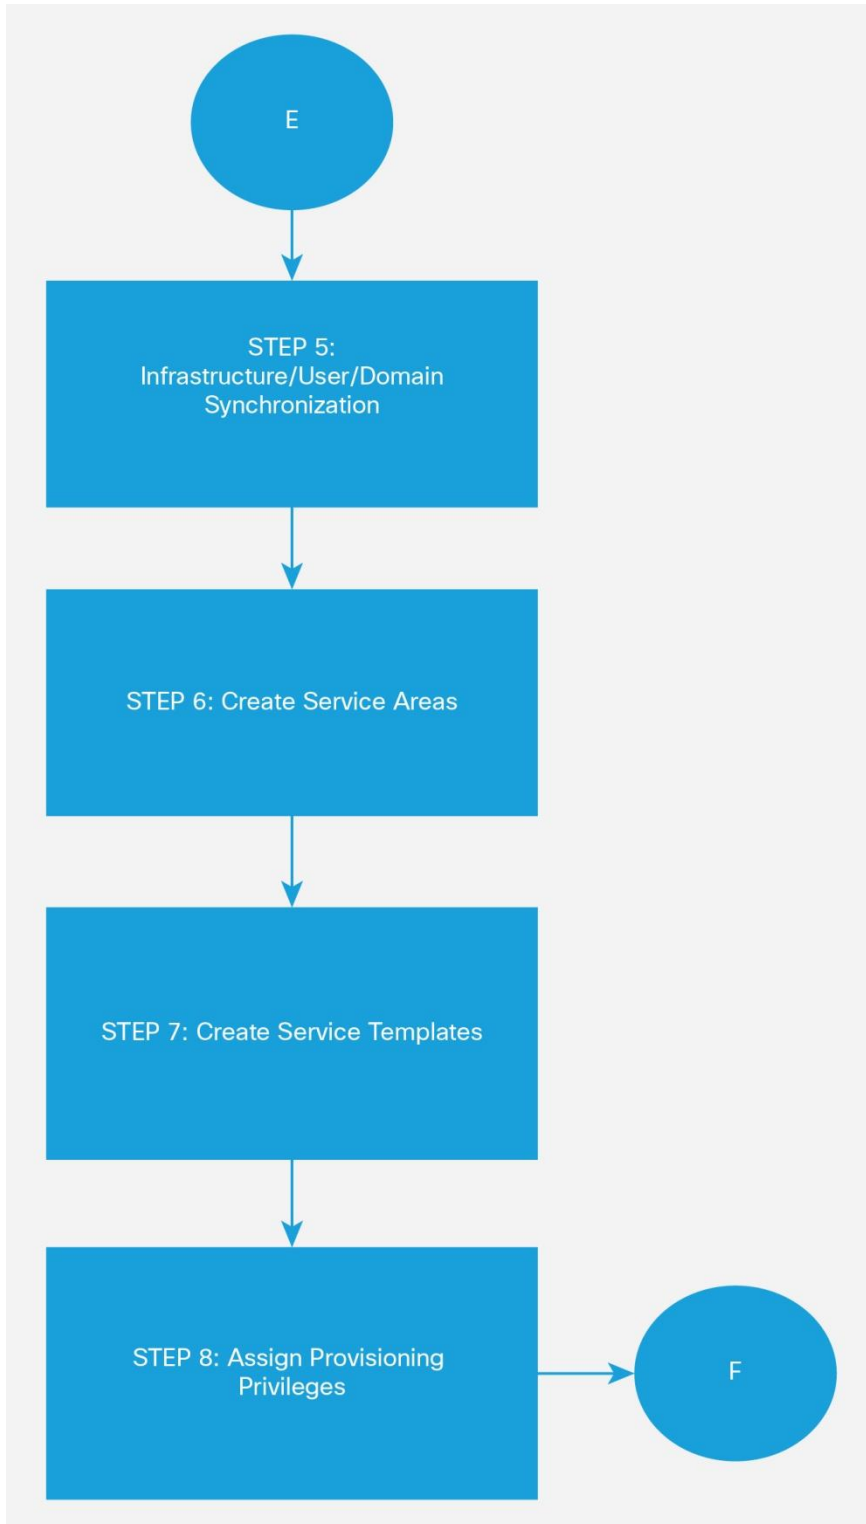 E
STEP 5:
Infrastructure/User/Domain
Synchronization
STEP 6: Create Service Areas
STEP 7: Create Service Templates
STEP 8: Assign Provisioning
Privileges
F